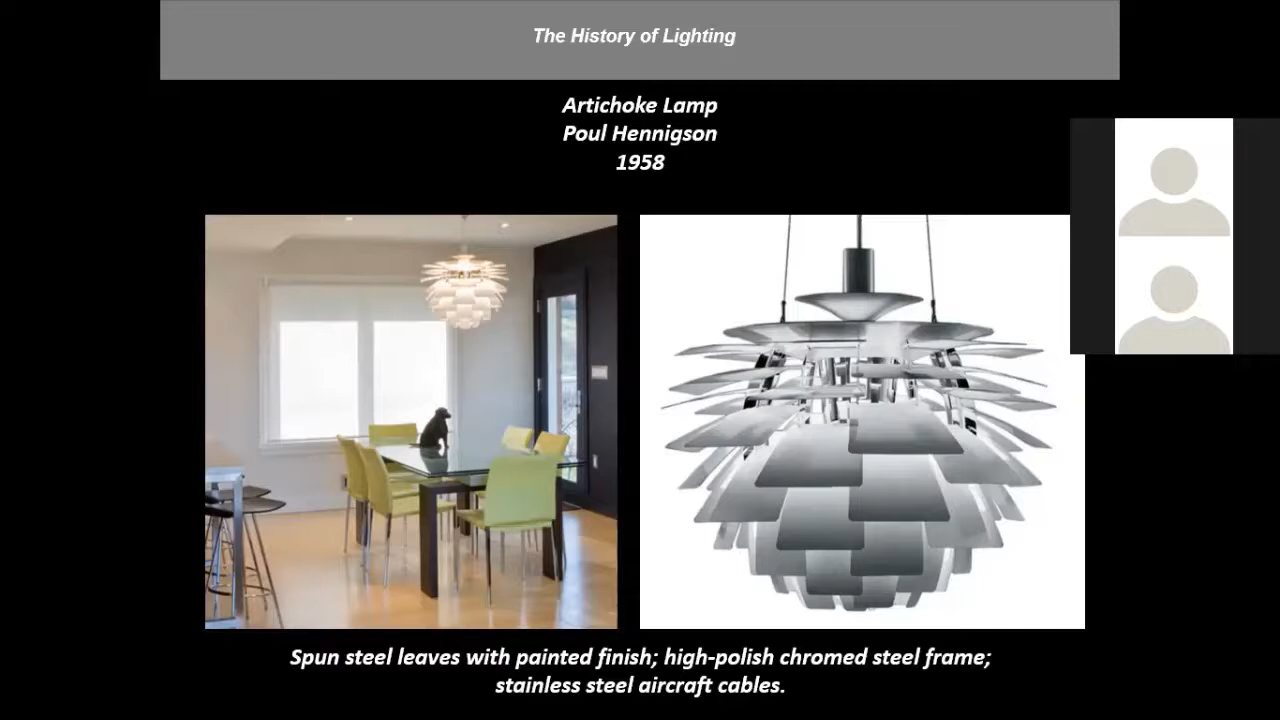 The History of Lighting
Artichoke Lamp
Poul Hennigson
1958
Spun steel leaves with painted finish; high-polish chromed steel frame;
stainless steel aircraft cables.